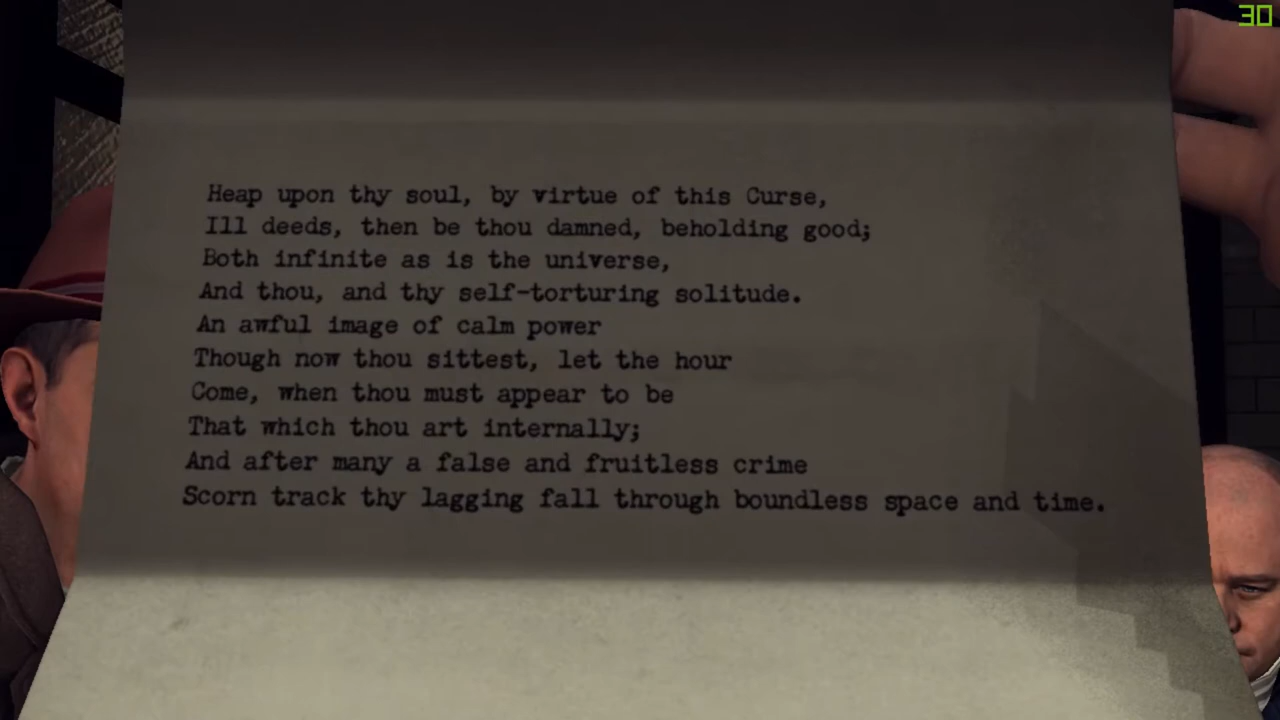 30
Heap upon thy soul, by virtue of this Curse,
Ill deeds, then be thou damned, beholding good;
Both infinite as is the universe,
And thou, and thy self-torturing solitude.
An awful image of calm power
Though now thou sittest, let the hour
Come, when thou must appear to be
That which thou art internally;
And after many a false and fruitless crime
Scorn track thy lagging fall through boundless space and time.